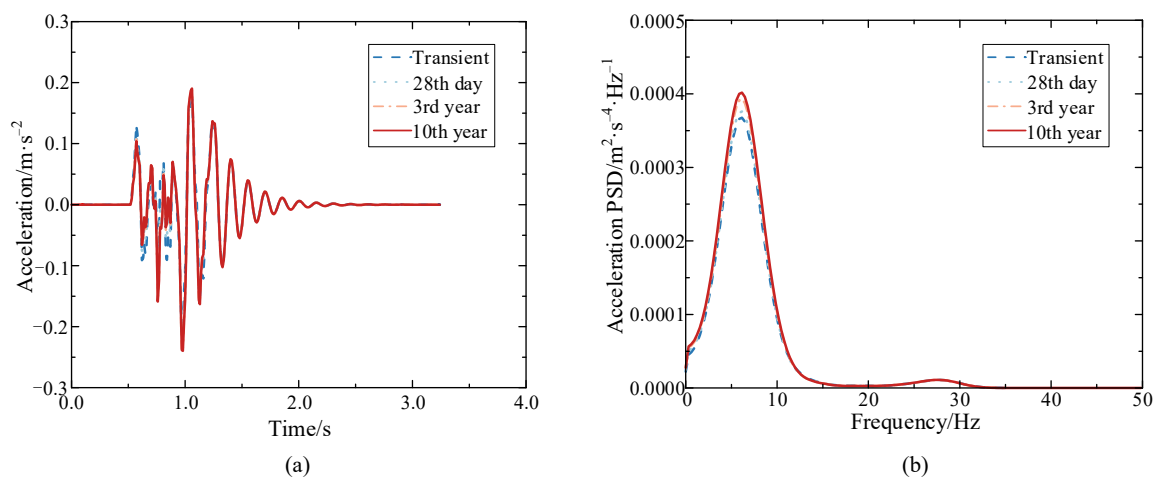 0.3
0.2
0.1
0.0
−0.1
−0.2
−0.3
Acceleration/m·s⁻²
Transient
28th day
3rd year
10th year
0.0 1.0 2.0 3.0 4.0
Time/s
(a)
0.0005
0.0004
0.0003
0.0002
0.0001
0.0000
Acceleration PSD/m²·s⁻⁴·Hz⁻¹
Transient
28th day
3rd year
10th year
0 10 20 30 40 50
Frequency/Hz
(b)